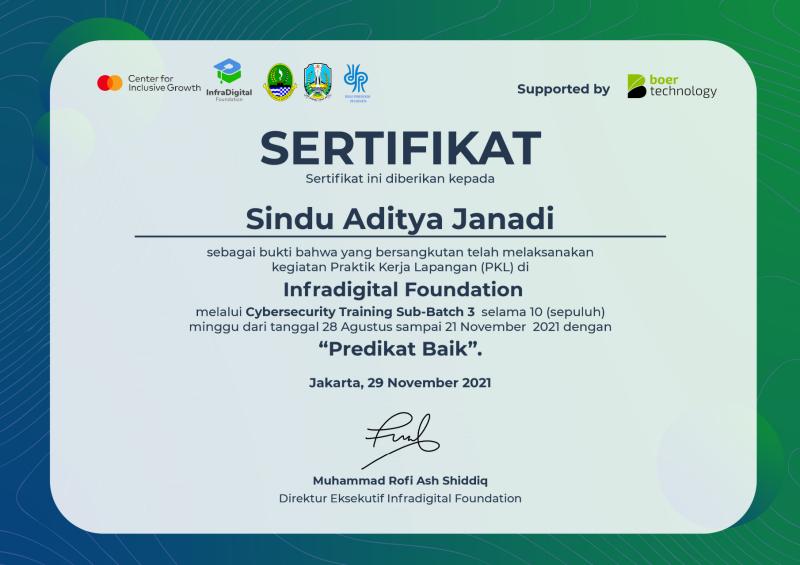 Center for
Inclusive Growth
InfraDigital
Foundation
Supported by
boer
technology
SERTIFIKAT
Sertifikat ini diberikan kepada
Sindu Aditya Janadi
sebagai bukti bahwa yang bersangkutan telah melaksanakan
kegiatan Praktik Kerja Lapangan (PKL) di
Infradigital Foundation
melalui Cybersecurity Training Sub-Batch 3 selama 10 (sepuluh)
minggu dari tanggal 28 Agustus sampai 21 November 2021 dengan
“Predikat Baik”.
Jakarta, 29 November 2021
Muhammad Rofi Ash Shiddiq
Direktur Eksekutif Infradigital Foundation